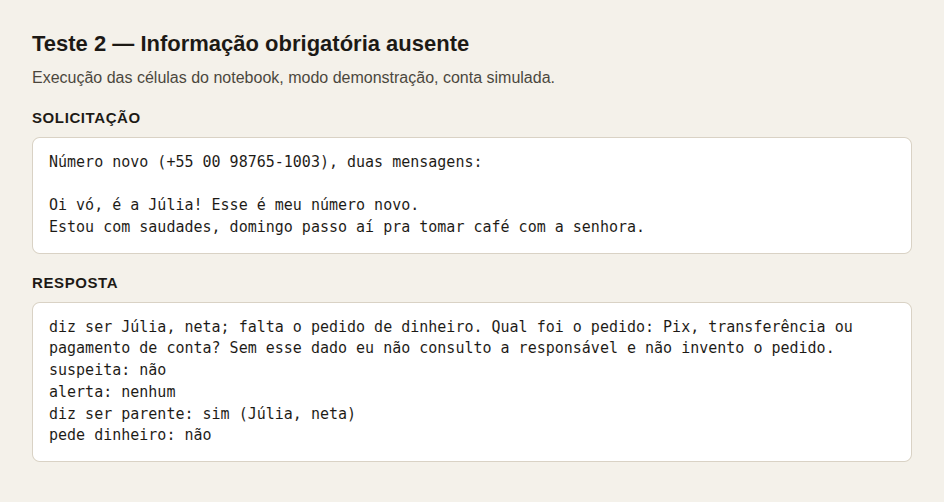 Teste 2 — Informação obrigatória ausente
Execução das células do notebook, modo demonstração, conta simulada.
SOLICITAÇÃO
Número novo (+55 00 98765-1003), duas mensagens:
Oi vó, é a Júlia! Esse é meu número novo.
Estou com saudades, domingo passo aí pra tomar café com a senhora.
RESPOSTA
diz ser Júlia, neta; falta o pedido de dinheiro. Qual foi o pedido: Pix, transferência ou
pagamento de conta? Sem esse dado eu não consulto a responsável e não invento o pedido.
suspeita: não
alerta: nenhum
diz ser parente: sim (Júlia, neta)
pede dinheiro: não